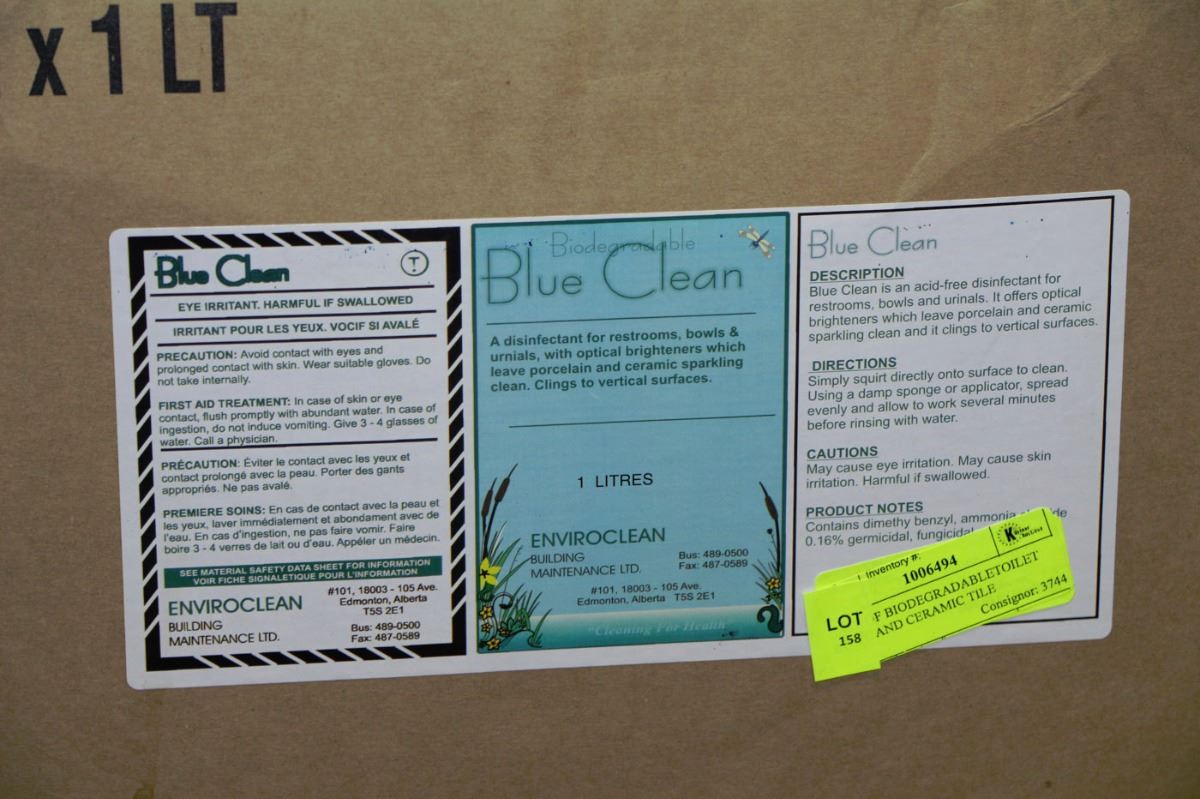 x 1 LT
Blue Clean
T
EYE IRRITANT. HARMFUL IF SWALLOWED
IRRITANT POUR LES YEUX. VOCIF SI AVALÉ
PRECAUTION: Avoid contact with eyes and
prolonged contact with skin. Wear suitable gloves. Do
not take internally.
FIRST AID TREATMENT: In case of skin or eye
contact, flush promptly with abundant water. In case of
ingestion, do not induce vomiting. Give 3 - 4 glasses of
water. Call a physician.
PRÉCAUTION: Éviter le contact avec les yeux et
contact prolongé avec la peau. Porter des gants
appropriés. Ne pas avalé.
PREMIERE SOINS: En cas de contact avec la peau et
les yeux, laver immédiatement et abondament avec de
l'eau. En cas d'ingestion, ne pas faire vomir. Faire
boire 3 - 4 verres de lait ou d'eau. Appéler un médecin.
SEE MATERIAL SAFETY DATA SHEET FOR INFORMATION
VOIR FICHE SIGNALETIQUE POUR L'INFORMATION
ENVIROCLEAN
BUILDING
MAINTENANCE LTD.
#101, 18003 - 105 Ave.
Edmonton, Alberta
T5S 2E1
Bus: 489-0500
Fax: 487-0589
Biodegradable
Blue Clean
A disinfectant for restrooms, bowls &
urnials, with optical brighteners which
leave porcelain and ceramic sparkling
clean. Clings to vertical surfaces.
1 LITRES
ENVIROCLEAN
BUILDING
MAINTENANCE LTD.
Bus: 489-0500
Fax: 487-0589
#101, 18003 - 105 Ave.
Edmonton, Alberta T5S 2E1
"Cleaning For Health"
Blue Clean
DESCRIPTION
Blue Clean is an acid-free disinfectant for
restrooms, bowls and urinals. It offers optical
brighteners which leave porcelain and ceramic
sparkling clean and it clings to vertical surfaces.
DIRECTIONS
Simply squirt directly onto surface to clean.
Using a damp sponge or applicator, spread
evenly and allow to work several minutes
before rinsing with water.
CAUTIONS
May cause eye irritation. May cause skin
irritation. Harmful if swallowed.
PRODUCT NOTES
Contains dimethy benzyl, ammonia
0.16% germicidal, fungicidal
Inventory #:
1006494
LOT
158
F BIODEGRADABLETOILET
AND CERAMIC TILE
Consignor: 3744